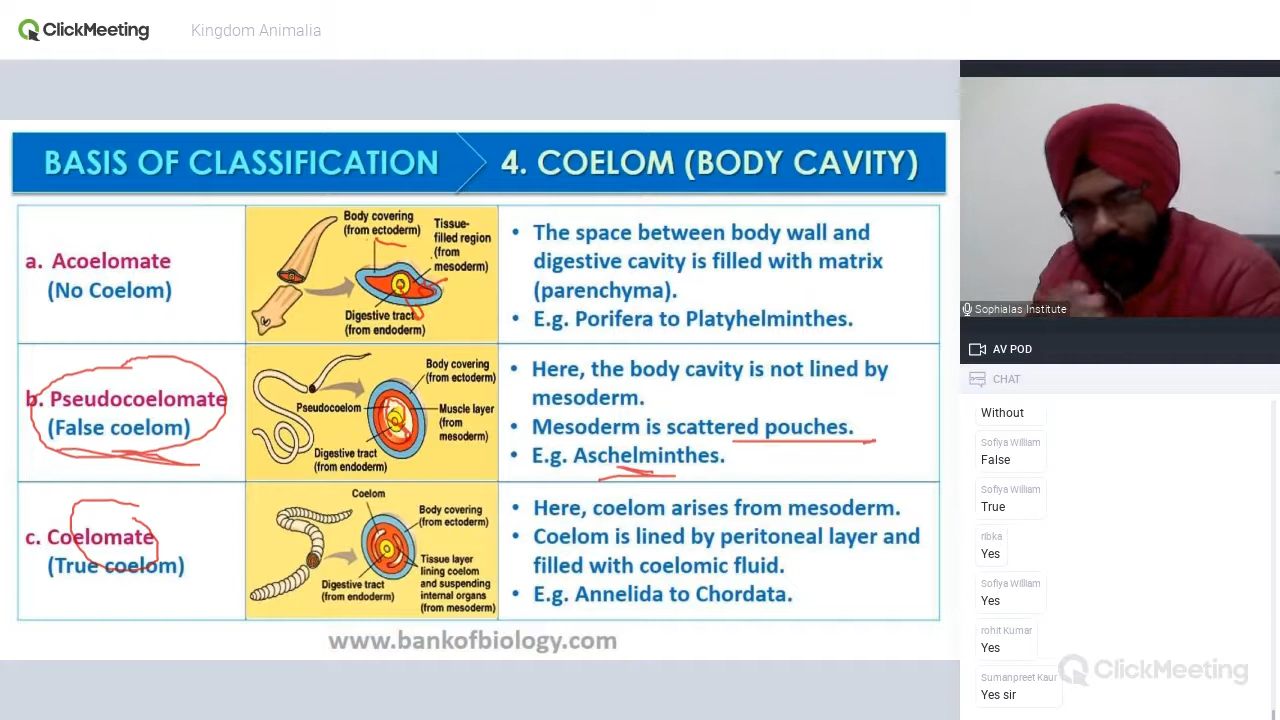 ClickMeeting
Kingdom Animalia
BASIS OF CLASSIFICATION
4. COELOM (BODY CAVITY)
a. Acoelomate
(No Coelom)
Body covering
(from ectoderm)
Tissue-
filled region
(from
mesoderm)
Digestive tract
(from endoderm)
• The space between body wall and
digestive cavity is filled with matrix
(parenchyma).
• E.g. Porifera to Platyhelminthes.
b. Pseudocoelomate
(False coelom)
Body covering
(from ectoderm)
Pseudocoelom
Muscle layer
(from
mesoderm)
Digestive tract
(from endoderm)
• Here, the body cavity is not lined by
mesoderm.
• Mesoderm is scattered pouches.
• E.g. Aschelminthes.
c. Coelomate
(True coelom)
Coelom
Body covering
(from ectoderm)
Tissue layer
lining coelom
and suspending
internal organs
(from mesoderm)
Digestive tract
(from endoderm)
• Here, coelom arises from mesoderm.
• Coelom is lined by peritoneal layer and
filled with coelomic fluid.
• E.g. Annelida to Chordata.
www.bankofbiology.com
Sophialas Institute
AV POD
CHAT
Without
Sofiya William
False
Sofiya William
True
ribka
Yes
Sofiya William
Yes
rohit Kumar
Yes
Sumanpreet Kaur
Yes sir
ClickMeeting